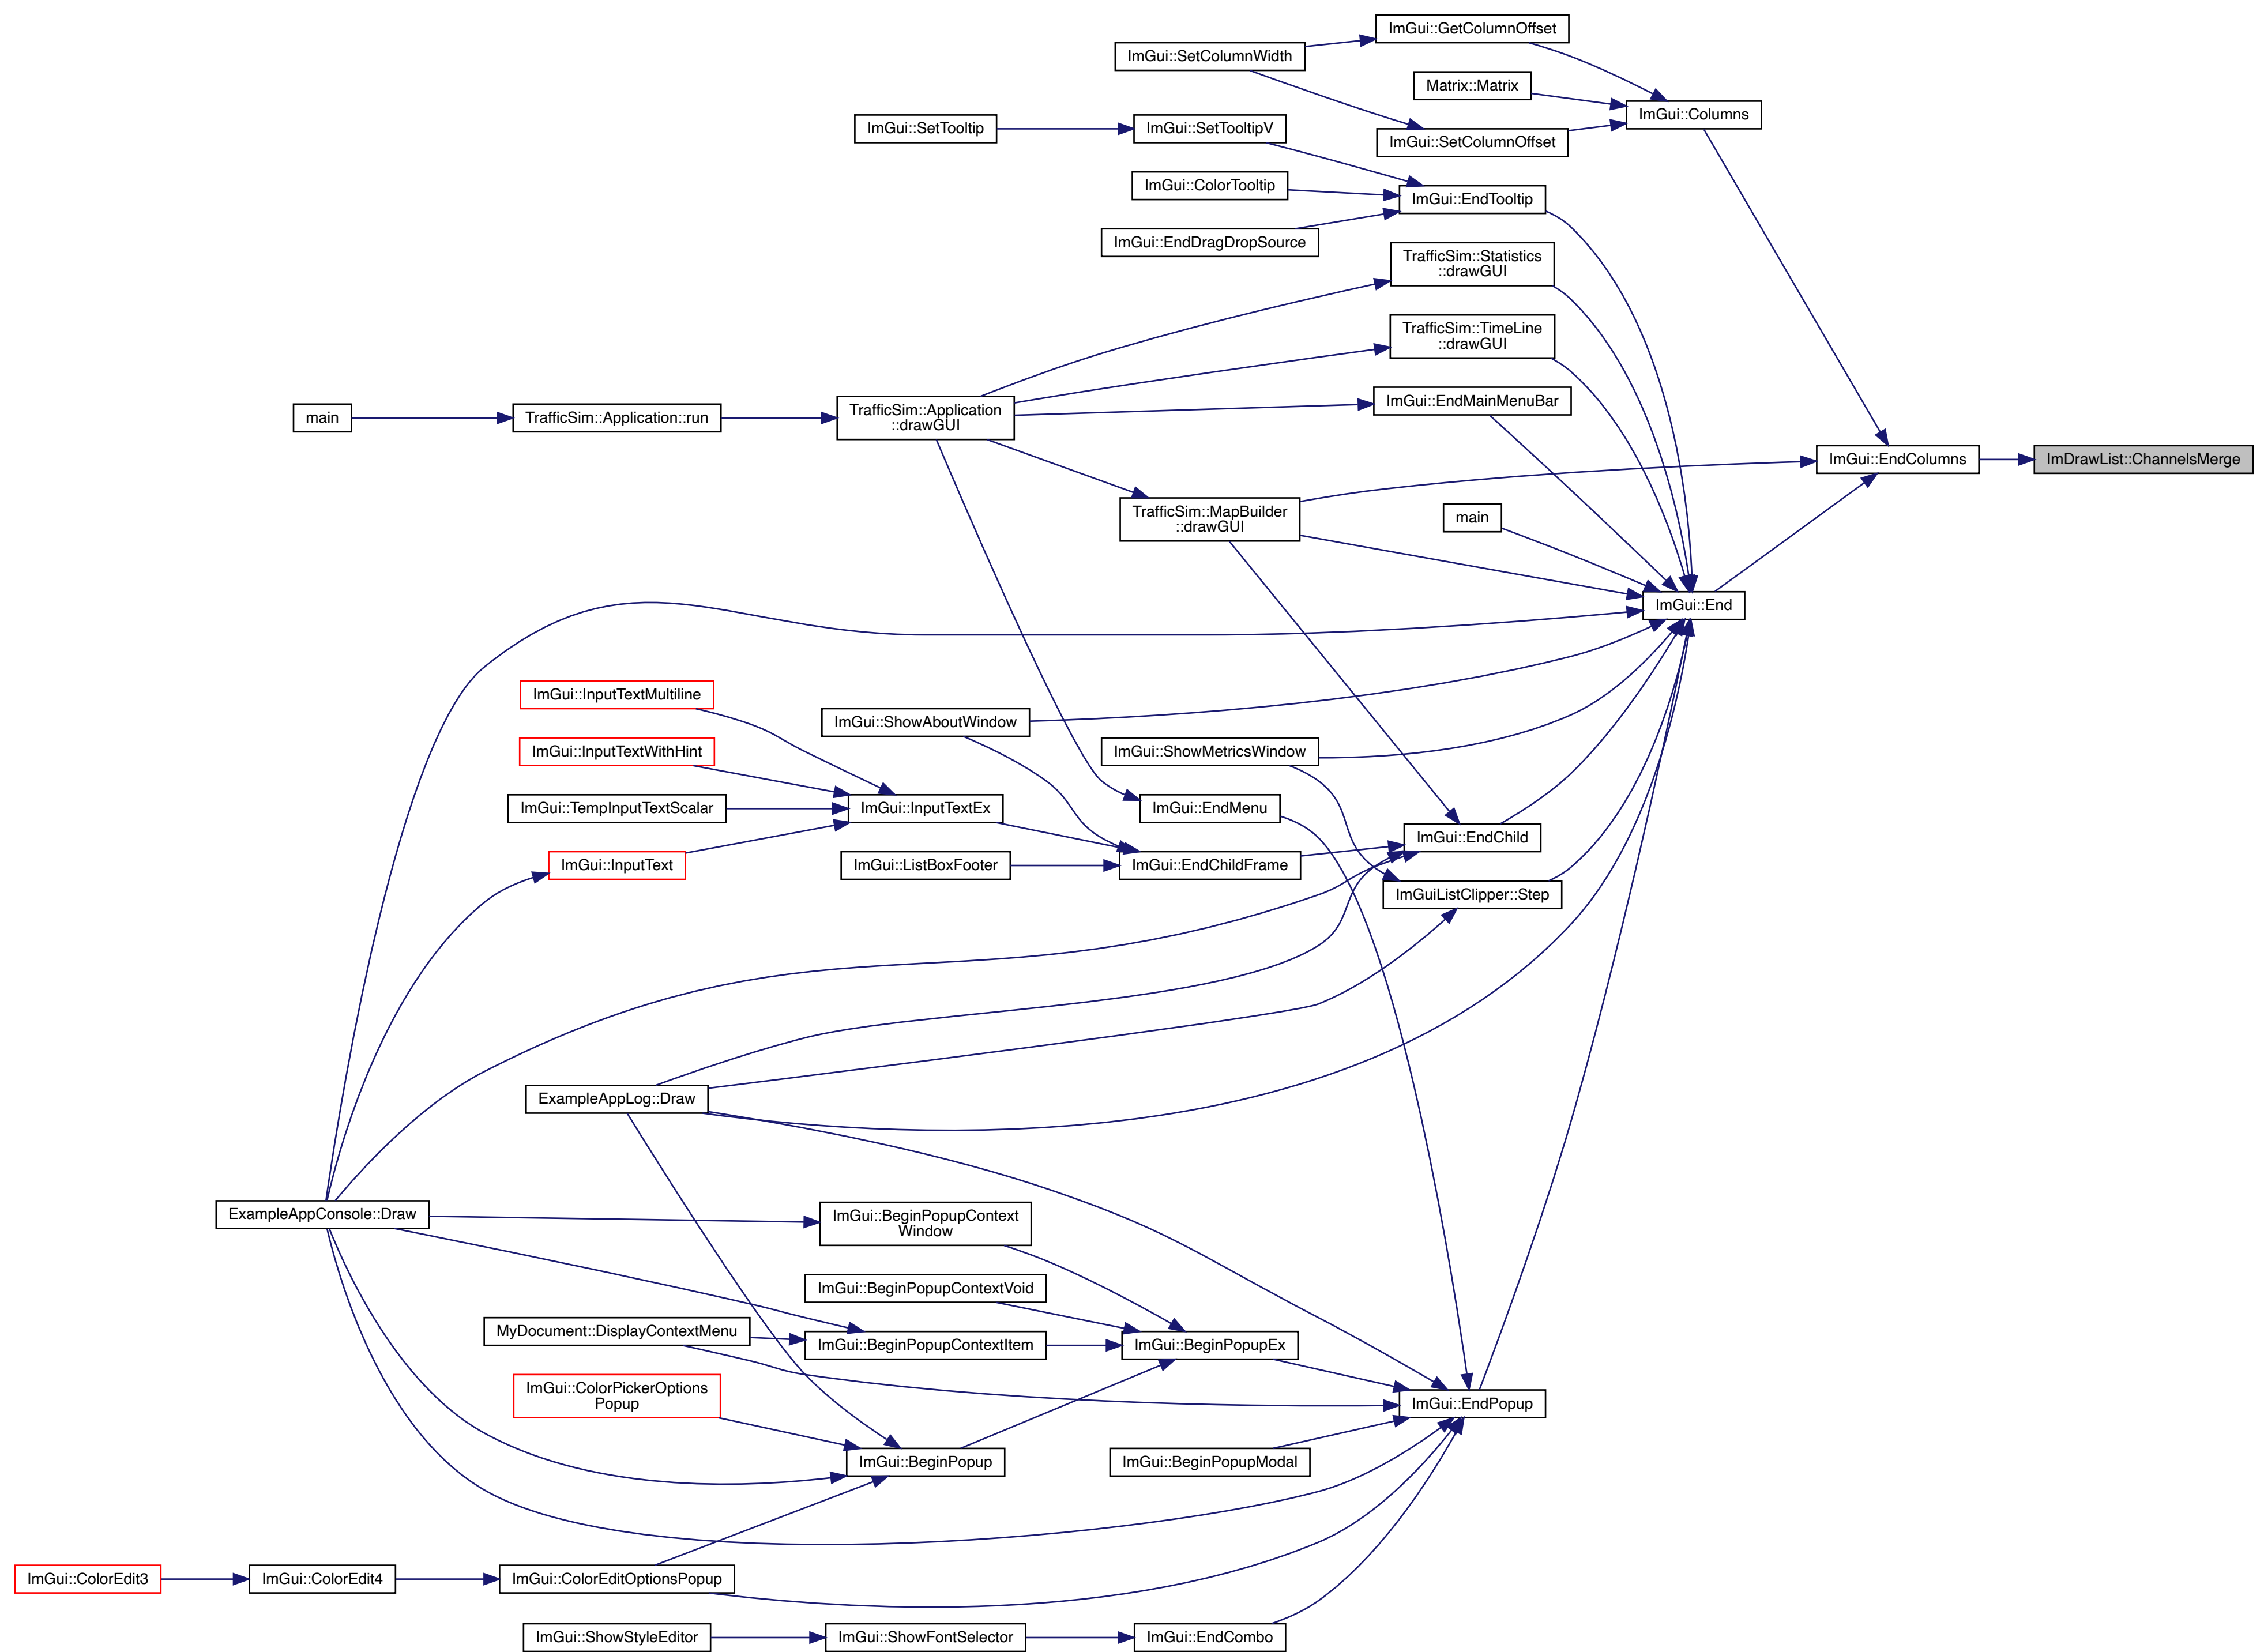 ImGui::GetColumnOffset
ImGui::SetColumnWidth
Matrix::Matrix
ImGui::Columns
ImGui::SetTooltip
ImGui::SetTooltipV
ImGui::SetColumnOffset
ImGui::ColorTooltip
ImGui::EndTooltip
ImGui::EndDragDropSource
TrafficSim::Statistics
::drawGUI
TrafficSim::TimeLine
::drawGUI
main
TrafficSim::Application::run
TrafficSim::Application
::drawGUI
ImGui::EndMainMenuBar
ImGui::EndColumns
ImDrawList::ChannelsMerge
TrafficSim::MapBuilder
::drawGUI
main
ImGui::End
ImGui::InputTextMultiline
ImGui::ShowAboutWindow
ImGui::InputTextWithHint
ImGui::ShowMetricsWindow
ImGui::TempInputTextScalar
ImGui::InputTextEx
ImGui::EndMenu
ImGui::EndChild
ImGui::InputText
ImGui::ListBoxFooter
ImGui::EndChildFrame
ImGuiListClipper::Step
ExampleAppLog::Draw
ExampleAppConsole::Draw
ImGui::BeginPopupContext
Window
ImGui::BeginPopupContextVoid
MyDocument::DisplayContextMenu
ImGui::BeginPopupContextItem
ImGui::BeginPopupEx
ImGui::ColorPickerOptions
Popup
ImGui::EndPopup
ImGui::BeginPopup
ImGui::BeginPopupModal
ImGui::ColorEdit3
ImGui::ColorEdit4
ImGui::ColorEditOptionsPopup
ImGui::ShowStyleEditor
ImGui::ShowFontSelector
ImGui::EndCombo